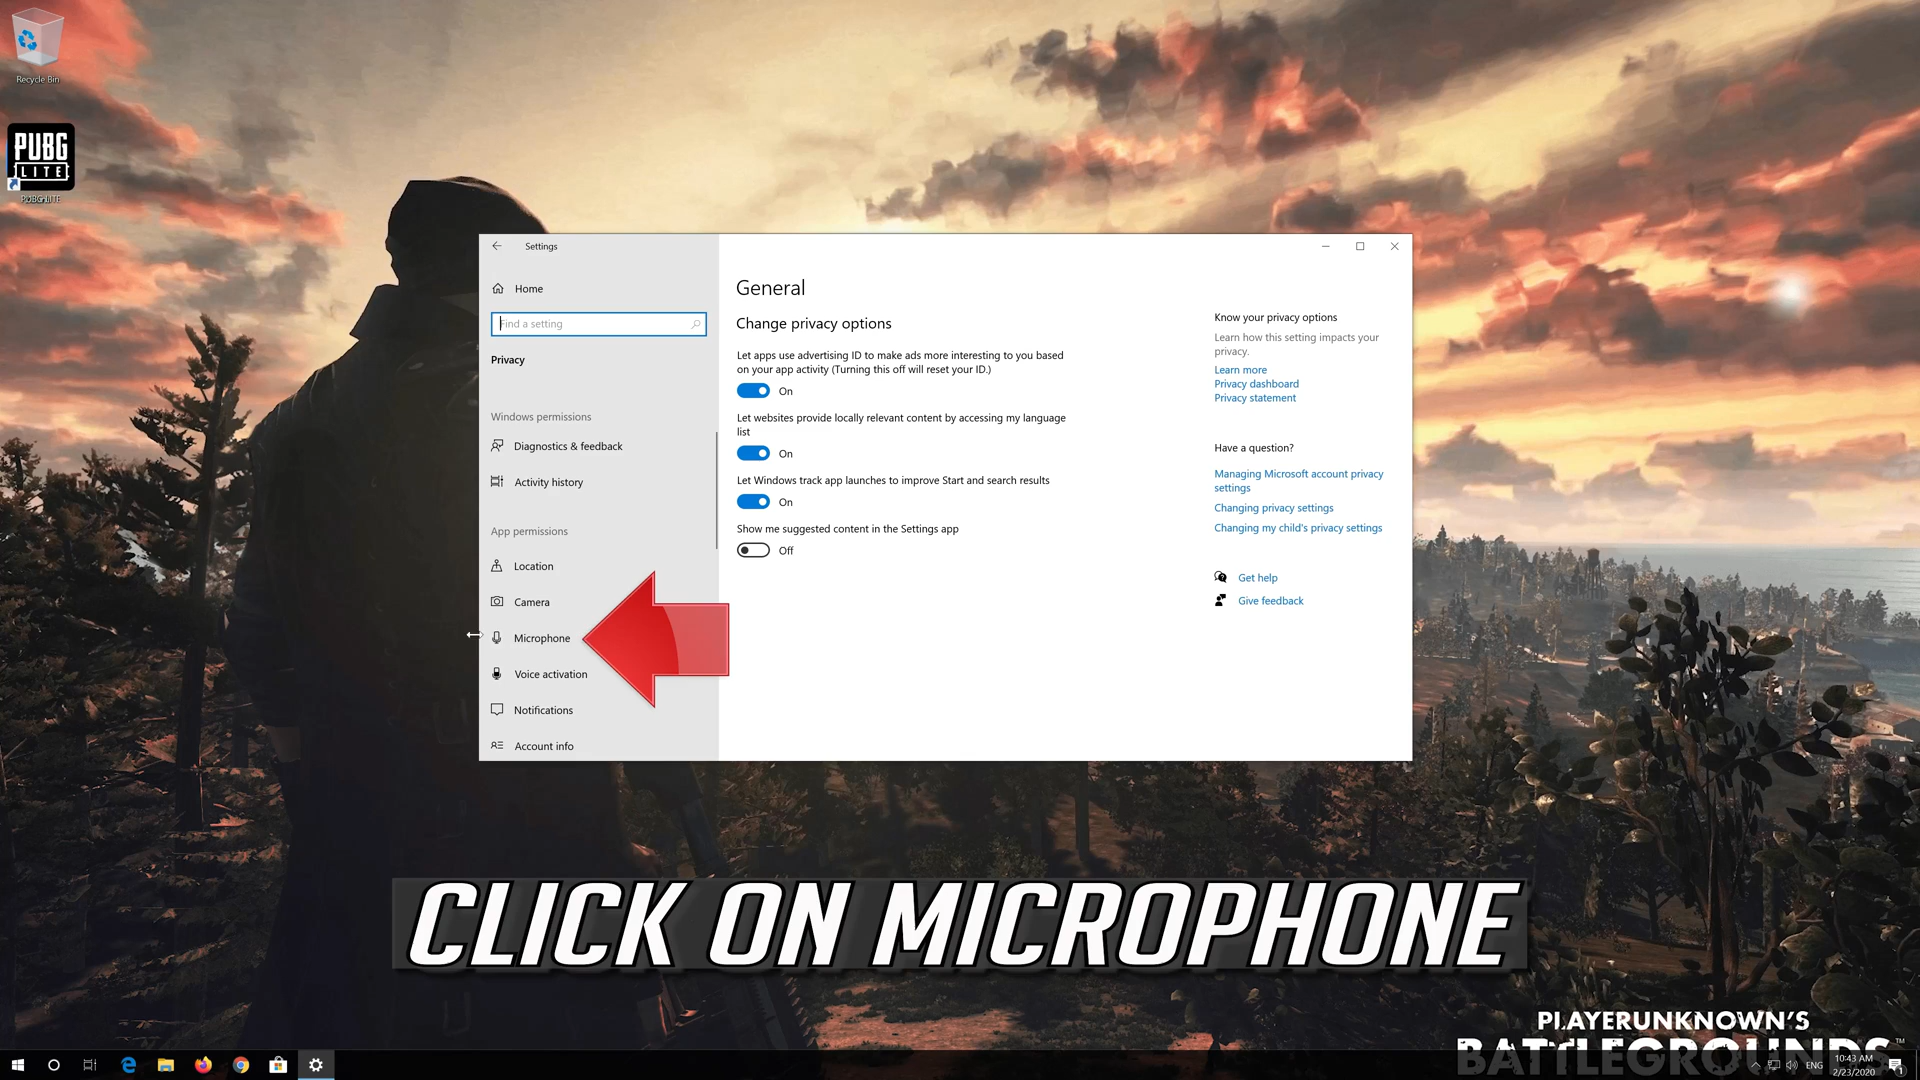 Recycle Bin
PUBG
LITE
PUBG LITE
Settings
Home
Find a setting
Privacy
Windows permissions
Diagnostics & feedback
Activity history
App permissions
Location
Camera
Microphone
Voice activation
Notifications
Account info
General
Change privacy options
Let apps use advertising ID to make ads more interesting to you based
on your app activity (Turning this off will reset your ID.)
On
Let websites provide locally relevant content by accessing my language
list
On
Let Windows track app launches to improve Start and search results
On
Show me suggested content in the Settings app
Off
Know your privacy options
Learn how this setting impacts your
privacy.
Learn more
Privacy dashboard
Privacy statement
Have a question?
Managing Microsoft account privacy
settings
Changing privacy settings
Changing my child's privacy settings
Get help
Give feedback
CLICK ON MICROPHONE
PLAYERUNKNOWN'S
BATTLEGROUNDS™
ENG
10:43 AM
2/23/2020